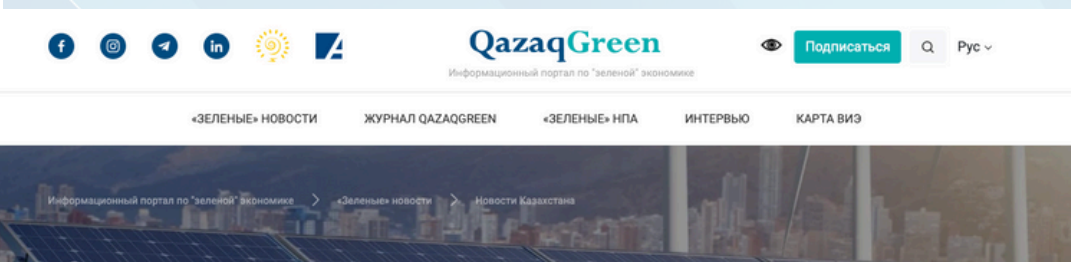 QazaqGreen
Информационный портал по "зеленой" экономике
Подписаться
Рус
«ЗЕЛЕНЫЕ» НОВОСТИ ЖУРНАЛ QAZAQGREEN «ЗЕЛЕНЫЕ» НПА ИНТЕРВЬЮ КАРТА ВИЭ
Информационный портал по "зеленой" экономике > «Зеленые» новости > Новости Казахстана